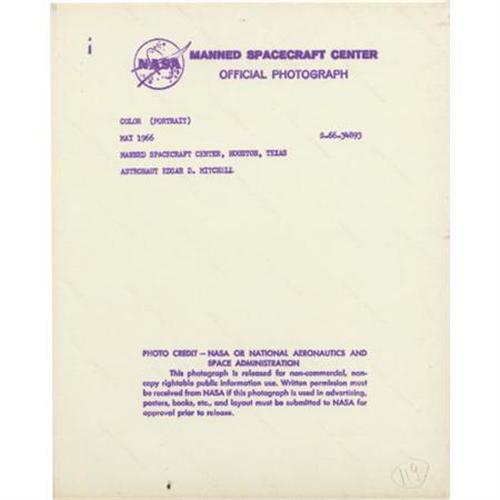 NASA
MANNED SPACECRAFT CENTER
OFFICIAL PHOTOGRAPH
COLOR (PORTRAIT)
MAY 1966 S-66-34893
MANNED SPACECRAFT CENTER, HOUSTON, TEXAS
ASTRONAUT EDGAR D. MITCHELL
PHOTO CREDIT — NASA OR NATIONAL AERONAUTICS AND
SPACE ADMINISTRATION
This photograph is released for non-commercial, non-
copy rightable public information use. Written permission must
be received from NASA if this photograph is used in advertising,
posters, books, etc., and layout must be submitted to NASA for
approval prior to release.
119